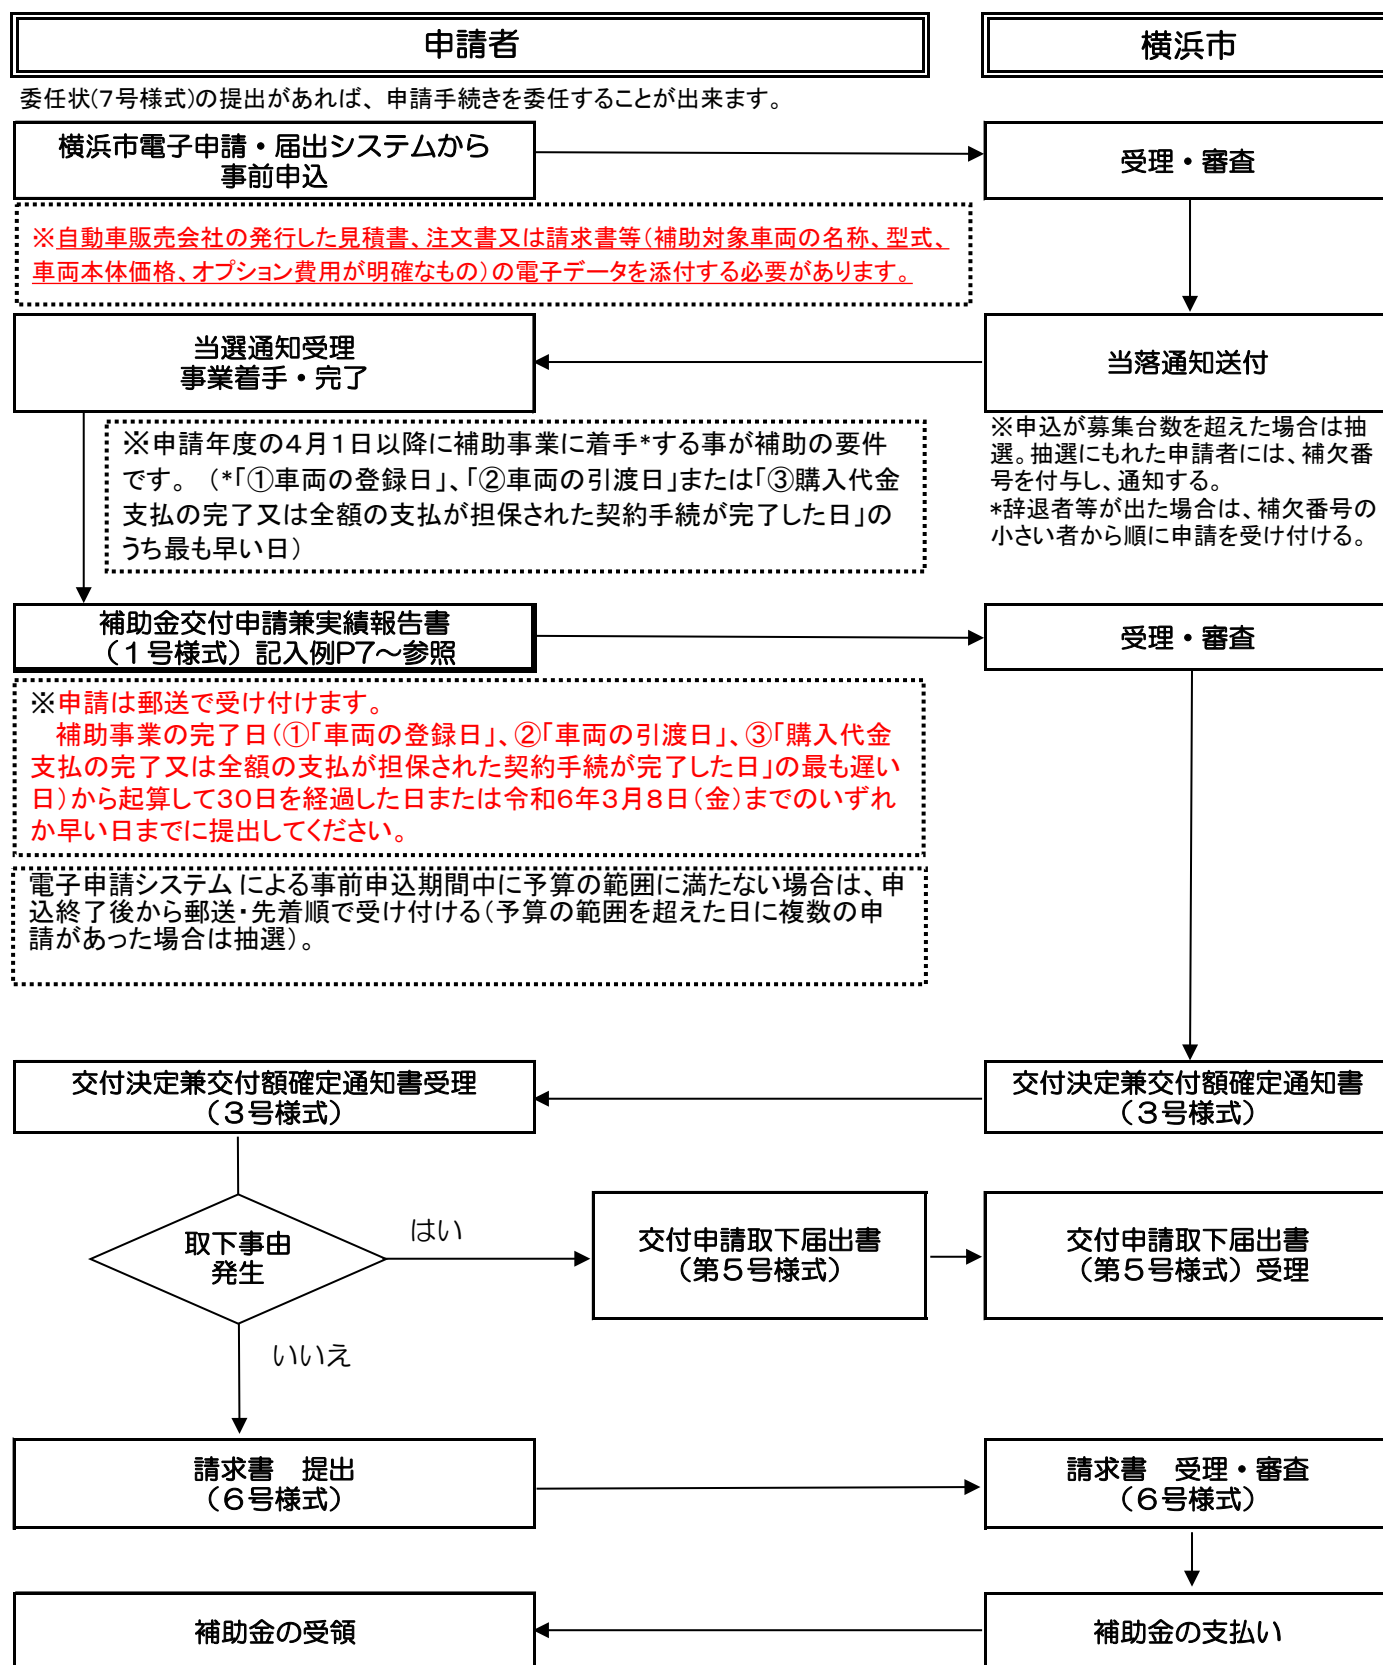 申請者
横浜市
委任状(7号様式)の提出があれば、申請手続きを委任することが出来ます。
横浜市電子申請・届出システムから
事前申込
受理・審査
※自動車販売会社の発行した見積書、注文書又は請求書等(補助対象車両の名称、型式、
車両本体価格、オプション費用が明確なもの)の電子データを添付する必要があります。
当選通知受理
事業着手・完了
当落通知送付
※申請年度の4月1日以降に補助事業に着手*する事が補助の要件
です。(*「①車両の登録日」、「②車両の引渡日」または「③購入代金
支払の完了又は全額の支払が担保された契約手続が完了した日」の
うち最も早い日)
※申込が募集台数を超えた場合は抽
選。抽選にもれた申請者には、補欠番
号を付与し、通知する。
*辞退者等が出た場合は、補欠番号の
小さい者から順に申請を受け付ける。
補助金交付申請兼実績報告書
(1号様式)記入例P7~参照
受理・審査
※申請は郵送で受け付けます。
補助事業の完了日(①「車両の登録日」、②「車両の引渡日」、③「購入代金
支払の完了又は全額の支払が担保された契約手続が完了した日」の最も遅い
日)から起算して30日を経過した日または令和6年3月8日(金)までのいずれ
か早い日までに提出してください。
電子申請システムによる事前申込期間中に予算の範囲に満たない場合は、申
込終了後から郵送・先着順で受け付ける(予算の範囲を超えた日に複数の申
請があった場合は抽選)。
交付決定兼交付額確定通知書受理
(3号様式)
交付決定兼交付額確定通知書
(3号様式)
取下事由
発生
はい
交付申請取下届出書
(第5号様式)
交付申請取下届出書
(第5号様式)受理
いいえ
請求書 提出
(6号様式)
請求書 受理・審査
(6号様式)
補助金の受領
補助金の支払い